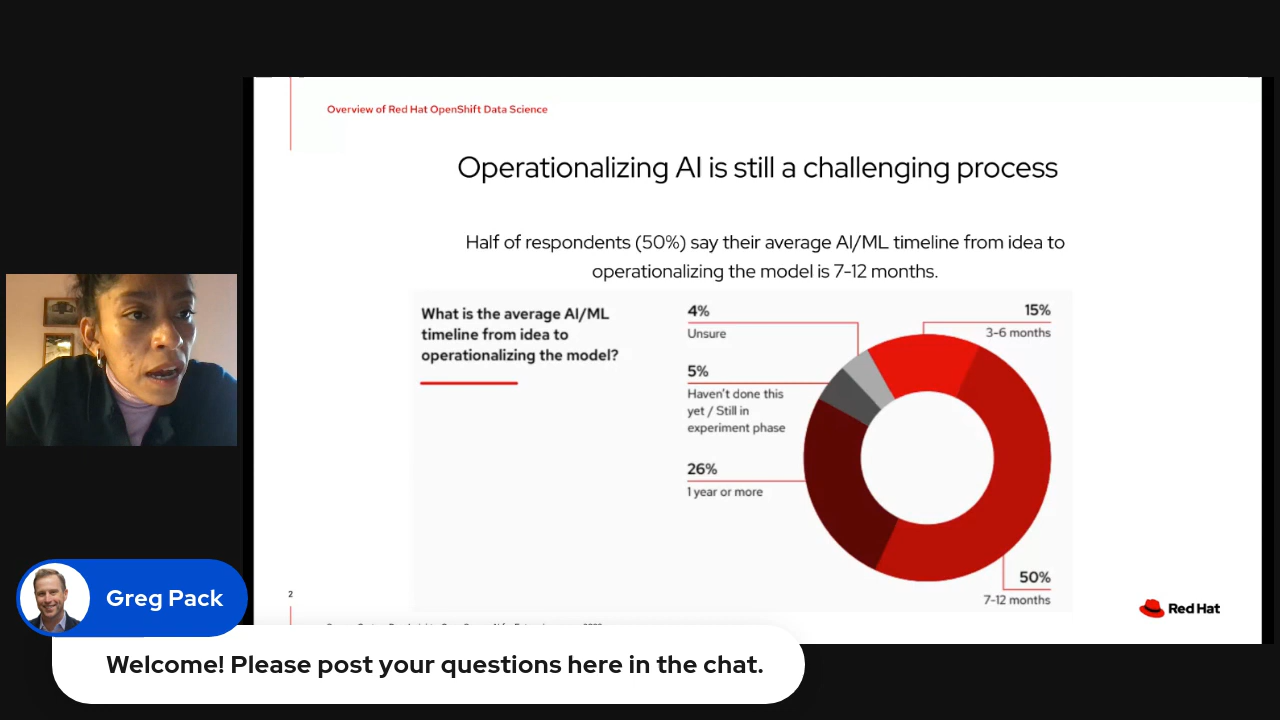 Overview of Red Hat OpenShift Data Science
Operationalizing AI is still a challenging process
Half of respondents (50%) say their average AI/ML timeline from idea to
operationalizing the model is 7-12 months.
What is the average AI/ML
timeline from idea to
operationalizing the model?
4%
Unsure
15%
3-6 months
5%
Haven't done this
yet / Still in
experiment phase
26%
1 year or more
50%
7-12 months
2
Red Hat
Greg Pack
Welcome! Please post your questions here in the chat.